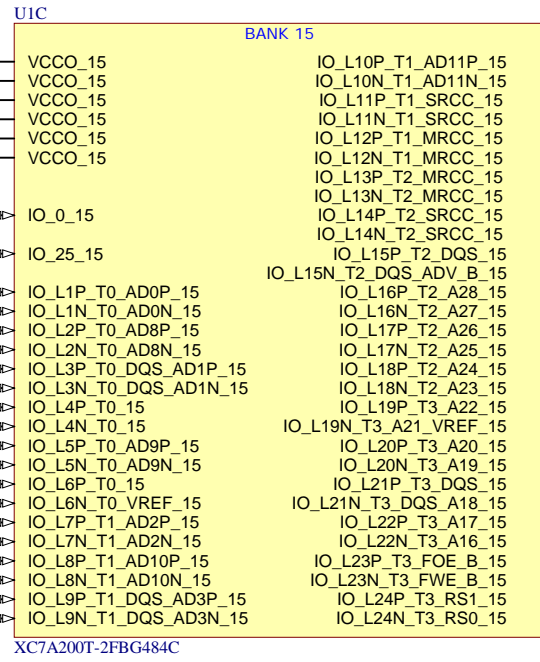 U1C
BANK 15
VCCO_15
VCCO_15
VCCO_15
VCCO_15
VCCO_15
VCCO_15
IO_0_15
IO_25_15
IO_L1P_T0_AD0P_15
IO_L1N_T0_AD0N_15
IO_L2P_T0_AD8P_15
IO_L2N_T0_AD8N_15
IO_L3P_T0_DQS_AD1P_15
IO_L3N_T0_DQS_AD1N_15
IO_L4P_T0_15
IO_L4N_T0_15
IO_L5P_T0_AD9P_15
IO_L5N_T0_AD9N_15
IO_L6P_T0_15
IO_L6N_T0_VREF_15
IO_L7P_T1_AD2P_15
IO_L7N_T1_AD2N_15
IO_L8P_T1_AD10P_15
IO_L8N_T1_AD10N_15
IO_L9P_T1_DQS_AD3P_15
IO_L9N_T1_DQS_AD3N_15
IO_L10P_T1_AD11P_15
IO_L10N_T1_AD11N_15
IO_L11P_T1_SRCC_15
IO_L11N_T1_SRCC_15
IO_L12P_T1_MRCC_15
IO_L12N_T1_MRCC_15
IO_L13P_T2_MRCC_15
IO_L13N_T2_MRCC_15
IO_L14P_T2_SRCC_15
IO_L14N_T2_SRCC_15
IO_L15P_T2_DQS_15
IO_L15N_T2_DQS_ADV_B_15
IO_L16P_T2_A28_15
IO_L16N_T2_A27_15
IO_L17P_T2_A26_15
IO_L17N_T2_A25_15
IO_L18P_T2_A24_15
IO_L18N_T2_A23_15
IO_L19P_T3_A22_15
IO_L19N_T3_A21_VREF_15
IO_L20P_T3_A20_15
IO_L20N_T3_A19_15
IO_L21P_T3_DQS_15
IO_L21N_T3_DQS_A18_15
IO_L22P_T3_A17_15
IO_L22N_T3_A16_15
IO_L23P_T3_FOE_B_15
IO_L23N_T3_FWE_B_15
IO_L24P_T3_RS1_15
IO_L24N_T3_RS0_15
XC7A200T-2FBG484C